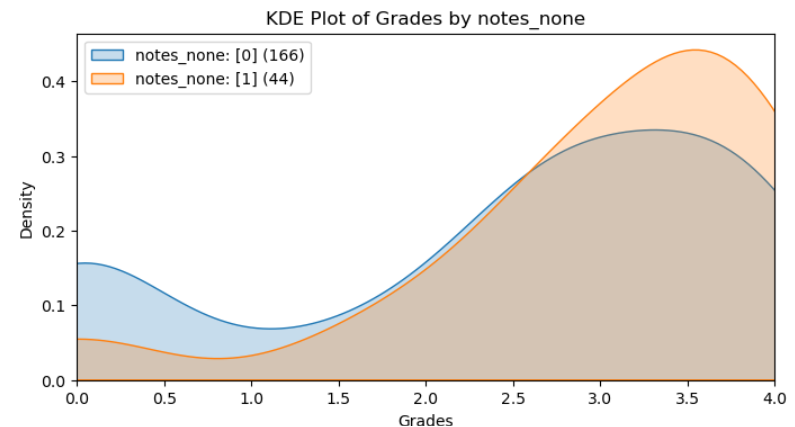 KDE Plot of Grades by notes_none
notes_none: [0] (166)
notes_none: [1] (44)
Density
0.4
0.3
0.2
0.1
0.0
0.0 0.5 1.0 1.5 2.0 2.5 3.0 3.5 4.0
Grades